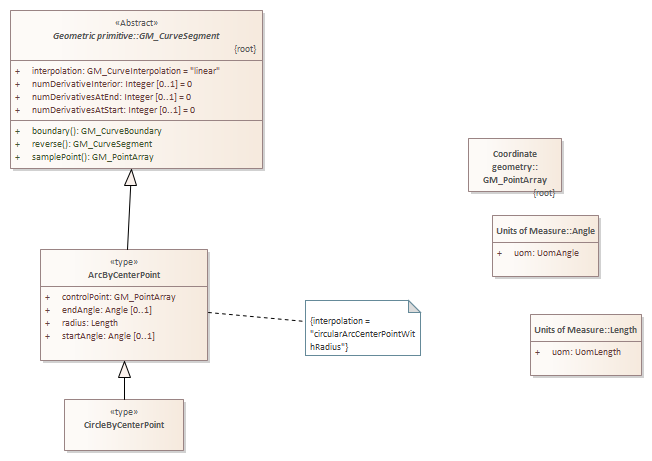 «Abstract»
Geometric primitive::GM_CurveSegment
{root}
+ interpolation: GM_CurveInterpolation = "linear"
+ numDerivativeInterior: Integer [0..1] = 0
+ numDerivativesAtEnd: Integer [0..1] = 0
+ numDerivativesAtStart: Integer [0..1] = 0
+ boundary(): GM_CurveBoundary
+ reverse(): GM_CurveSegment
+ samplePoint(): GM_PointArray
Coordinate
geometry::
GM_PointArray
{root}
Units of Measure::Angle
+ uom: UomAngle
«type»
ArcByCenterPoint
+ controlPoint: GM_PointArray
+ endAngle: Angle [0..1]
+ radius: Length
+ startAngle: Angle [0..1]
{interpolation =
"circularArcCenterPointWit
hRadius"}
Units of Measure::Length
+ uom: UomLength
«type»
CircleByCenterPoint